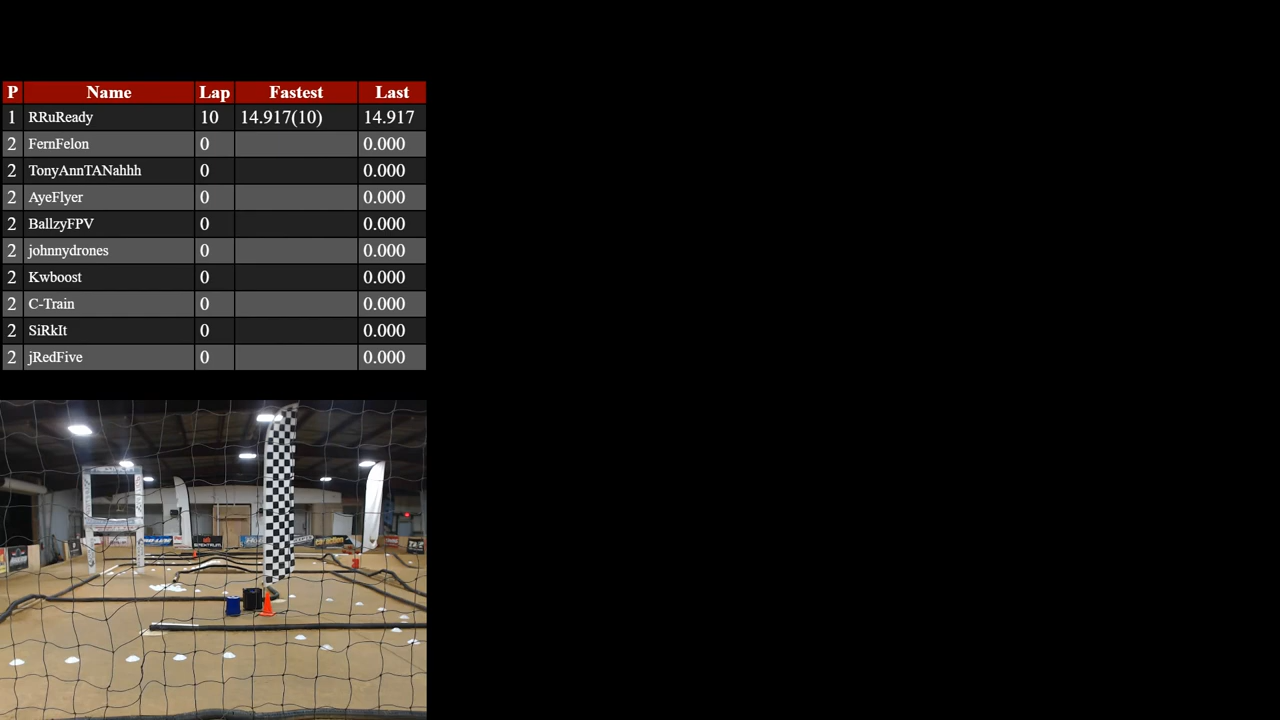 P Name Lap Fastest Last
1 RRuReady 10 14.917(10) 14.917
2 FernFelon 0 0.000
2 TonyAnnTANahhh 0 0.000
2 AyeFlyer 0 0.000
2 BallzyFPV 0 0.000
2 johnnydrones 0 0.000
2 Kwboost 0 0.000
2 C-Train 0 0.000
2 SiRkIt 0 0.000
2 jRedFive 0 0.000
SPEKTRUM